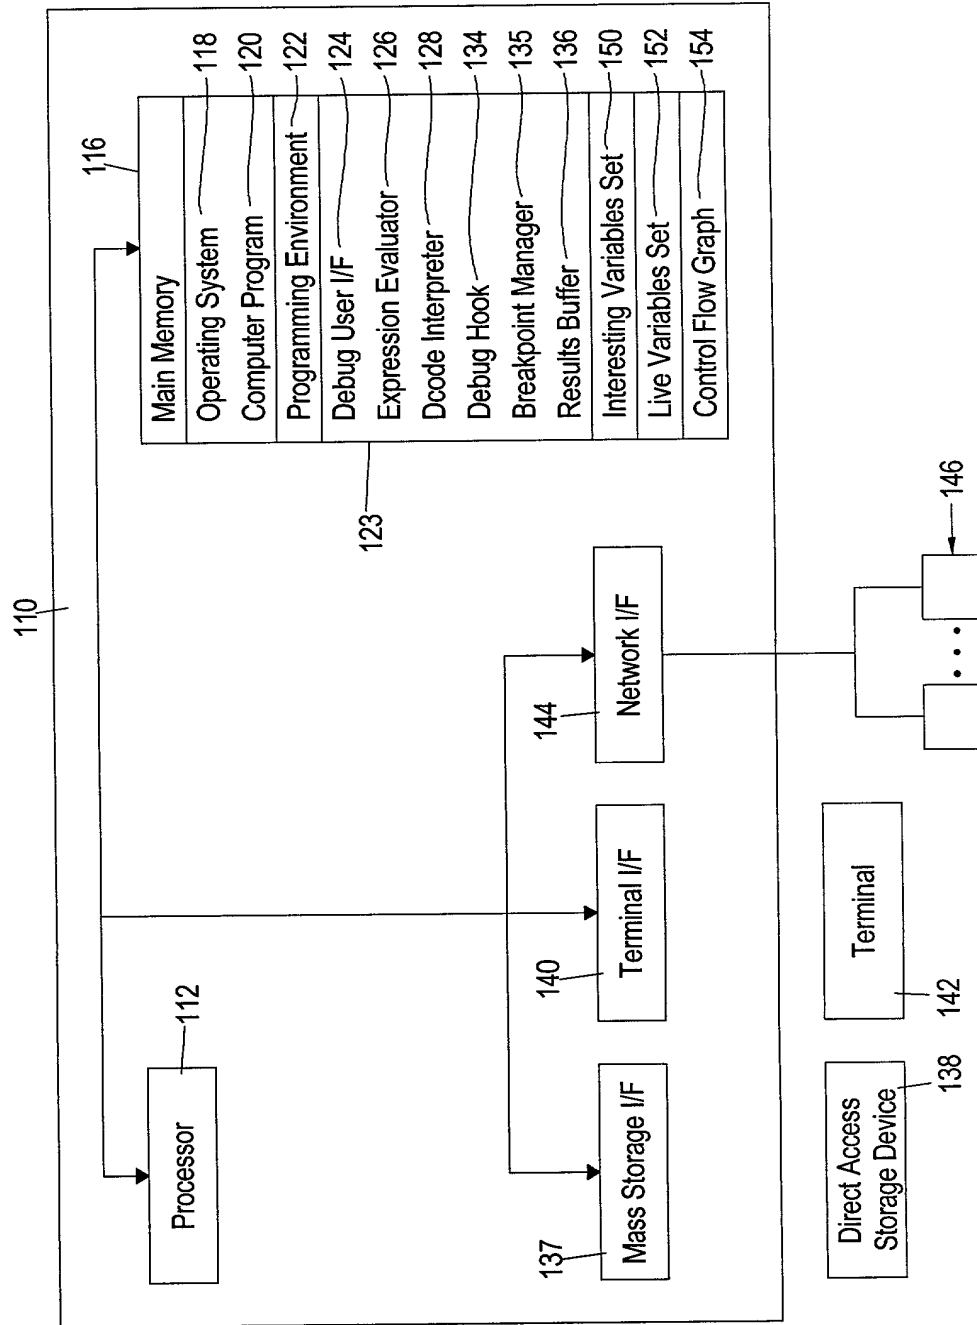 110
116
Main Memory
Operating System 118
Computer Program 120
Programming Environment 122
Debug User I/F 124
Expression Evaluator 126
Dcode Interpreter 128
Debug Hook 134
Breakpoint Manager 135
Results Buffer 136
Interesting Variables Set 150
Live Variables Set 152
Control Flow Graph 154
123
112
Processor
137
Mass Storage I/F
140
Terminal I/F
144
Network I/F
Direct Access
Storage Device
138
Terminal
142
146